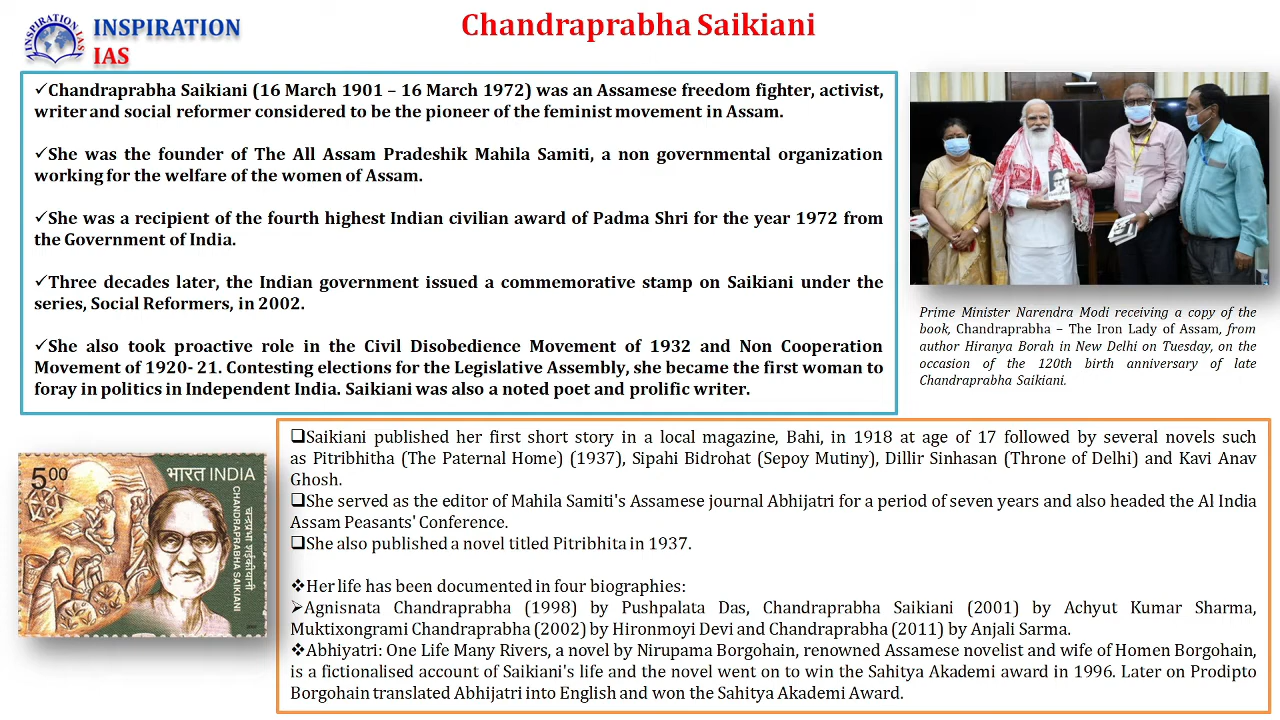 INSPIRATION IAS
INSPIRATION
IAS
Chandraprabha Saikiani
✓Chandraprabha Saikiani (16 March 1901 – 16 March 1972) was an Assamese freedom fighter, activist,
writer and social reformer considered to be the pioneer of the feminist movement in Assam.
✓She was the founder of The All Assam Pradeshik Mahila Samiti, a non governmental organization
working for the welfare of the women of Assam.
✓She was a recipient of the fourth highest Indian civilian award of Padma Shri for the year 1972 from
the Government of India.
✓Three decades later, the Indian government issued a commemorative stamp on Saikiani under the
series, Social Reformers, in 2002.
✓She also took proactive role in the Civil Disobedience Movement of 1932 and Non Cooperation
Movement of 1920- 21. Contesting elections for the Legislative Assembly, she became the first woman to
foray in politics in Independent India. Saikiani was also a noted poet and prolific writer.
Prime Minister Narendra Modi receiving a copy of the
book, Chandraprabha – The Iron Lady of Assam, from
author Hiranya Borah in New Delhi on Tuesday, on the
occasion of the 120th birth anniversary of late
Chandraprabha Saikiani.
5.00
भारत INDIA
चन्द्रप्रभा शइकीयानी
CHANDRAPRABHA SAIKIANI
❑Saikiani published her first short story in a local magazine, Bahi, in 1918 at age of 17 followed by several novels such
as Pitribhitha (The Paternal Home) (1937), Sipahi Bidrohat (Sepoy Mutiny), Dillir Sinhasan (Throne of Delhi) and Kavi Anav
Ghosh.
❑She served as the editor of Mahila Samiti's Assamese journal Abhijatri for a period of seven years and also headed the Al India
Assam Peasants' Conference.
❑She also published a novel titled Pitribhita in 1937.
❖Her life has been documented in four biographies:
➢Agnisnata Chandraprabha (1998) by Pushpalata Das, Chandraprabha Saikiani (2001) by Achyut Kumar Sharma,
Muktixongrami Chandraprabha (2002) by Hironmoyi Devi and Chandraprabha (2011) by Anjali Sarma.
❖Abhiyatri: One Life Many Rivers, a novel by Nirupama Borgohain, renowned Assamese novelist and wife of Homen Borgohain,
is a fictionalised account of Saikiani's life and the novel went on to win the Sahitya Akademi award in 1996. Later on Prodipto
Borgohain translated Abhijatri into English and won the Sahitya Akademi Award.